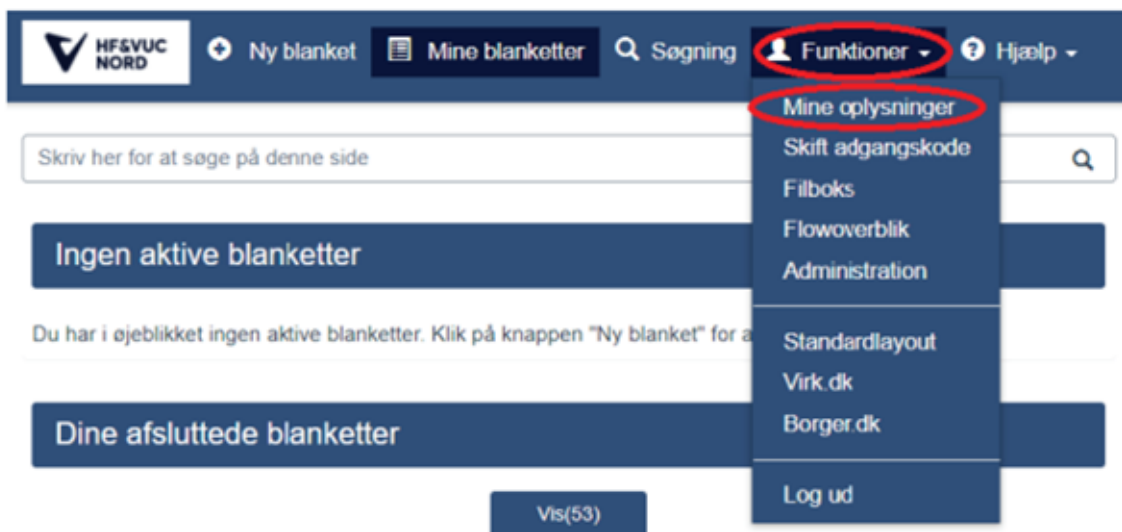 HF&VUC
NORD
Ny blanket
Mine blanketter
Søgning
Funktioner
Hjælp
Mine oplysninger
Skift adgangskode
Filboks
Flowoverblik
Administration
Standardlayout
Virk.dk
Borger.dk
Log ud
Skriv her for at søge på denne side
Ingen aktive blanketter
Du har i øjeblikket ingen aktive blanketter. Klik på knappen "Ny blanket" for a
Dine afsluttede blanketter
Vis(53)